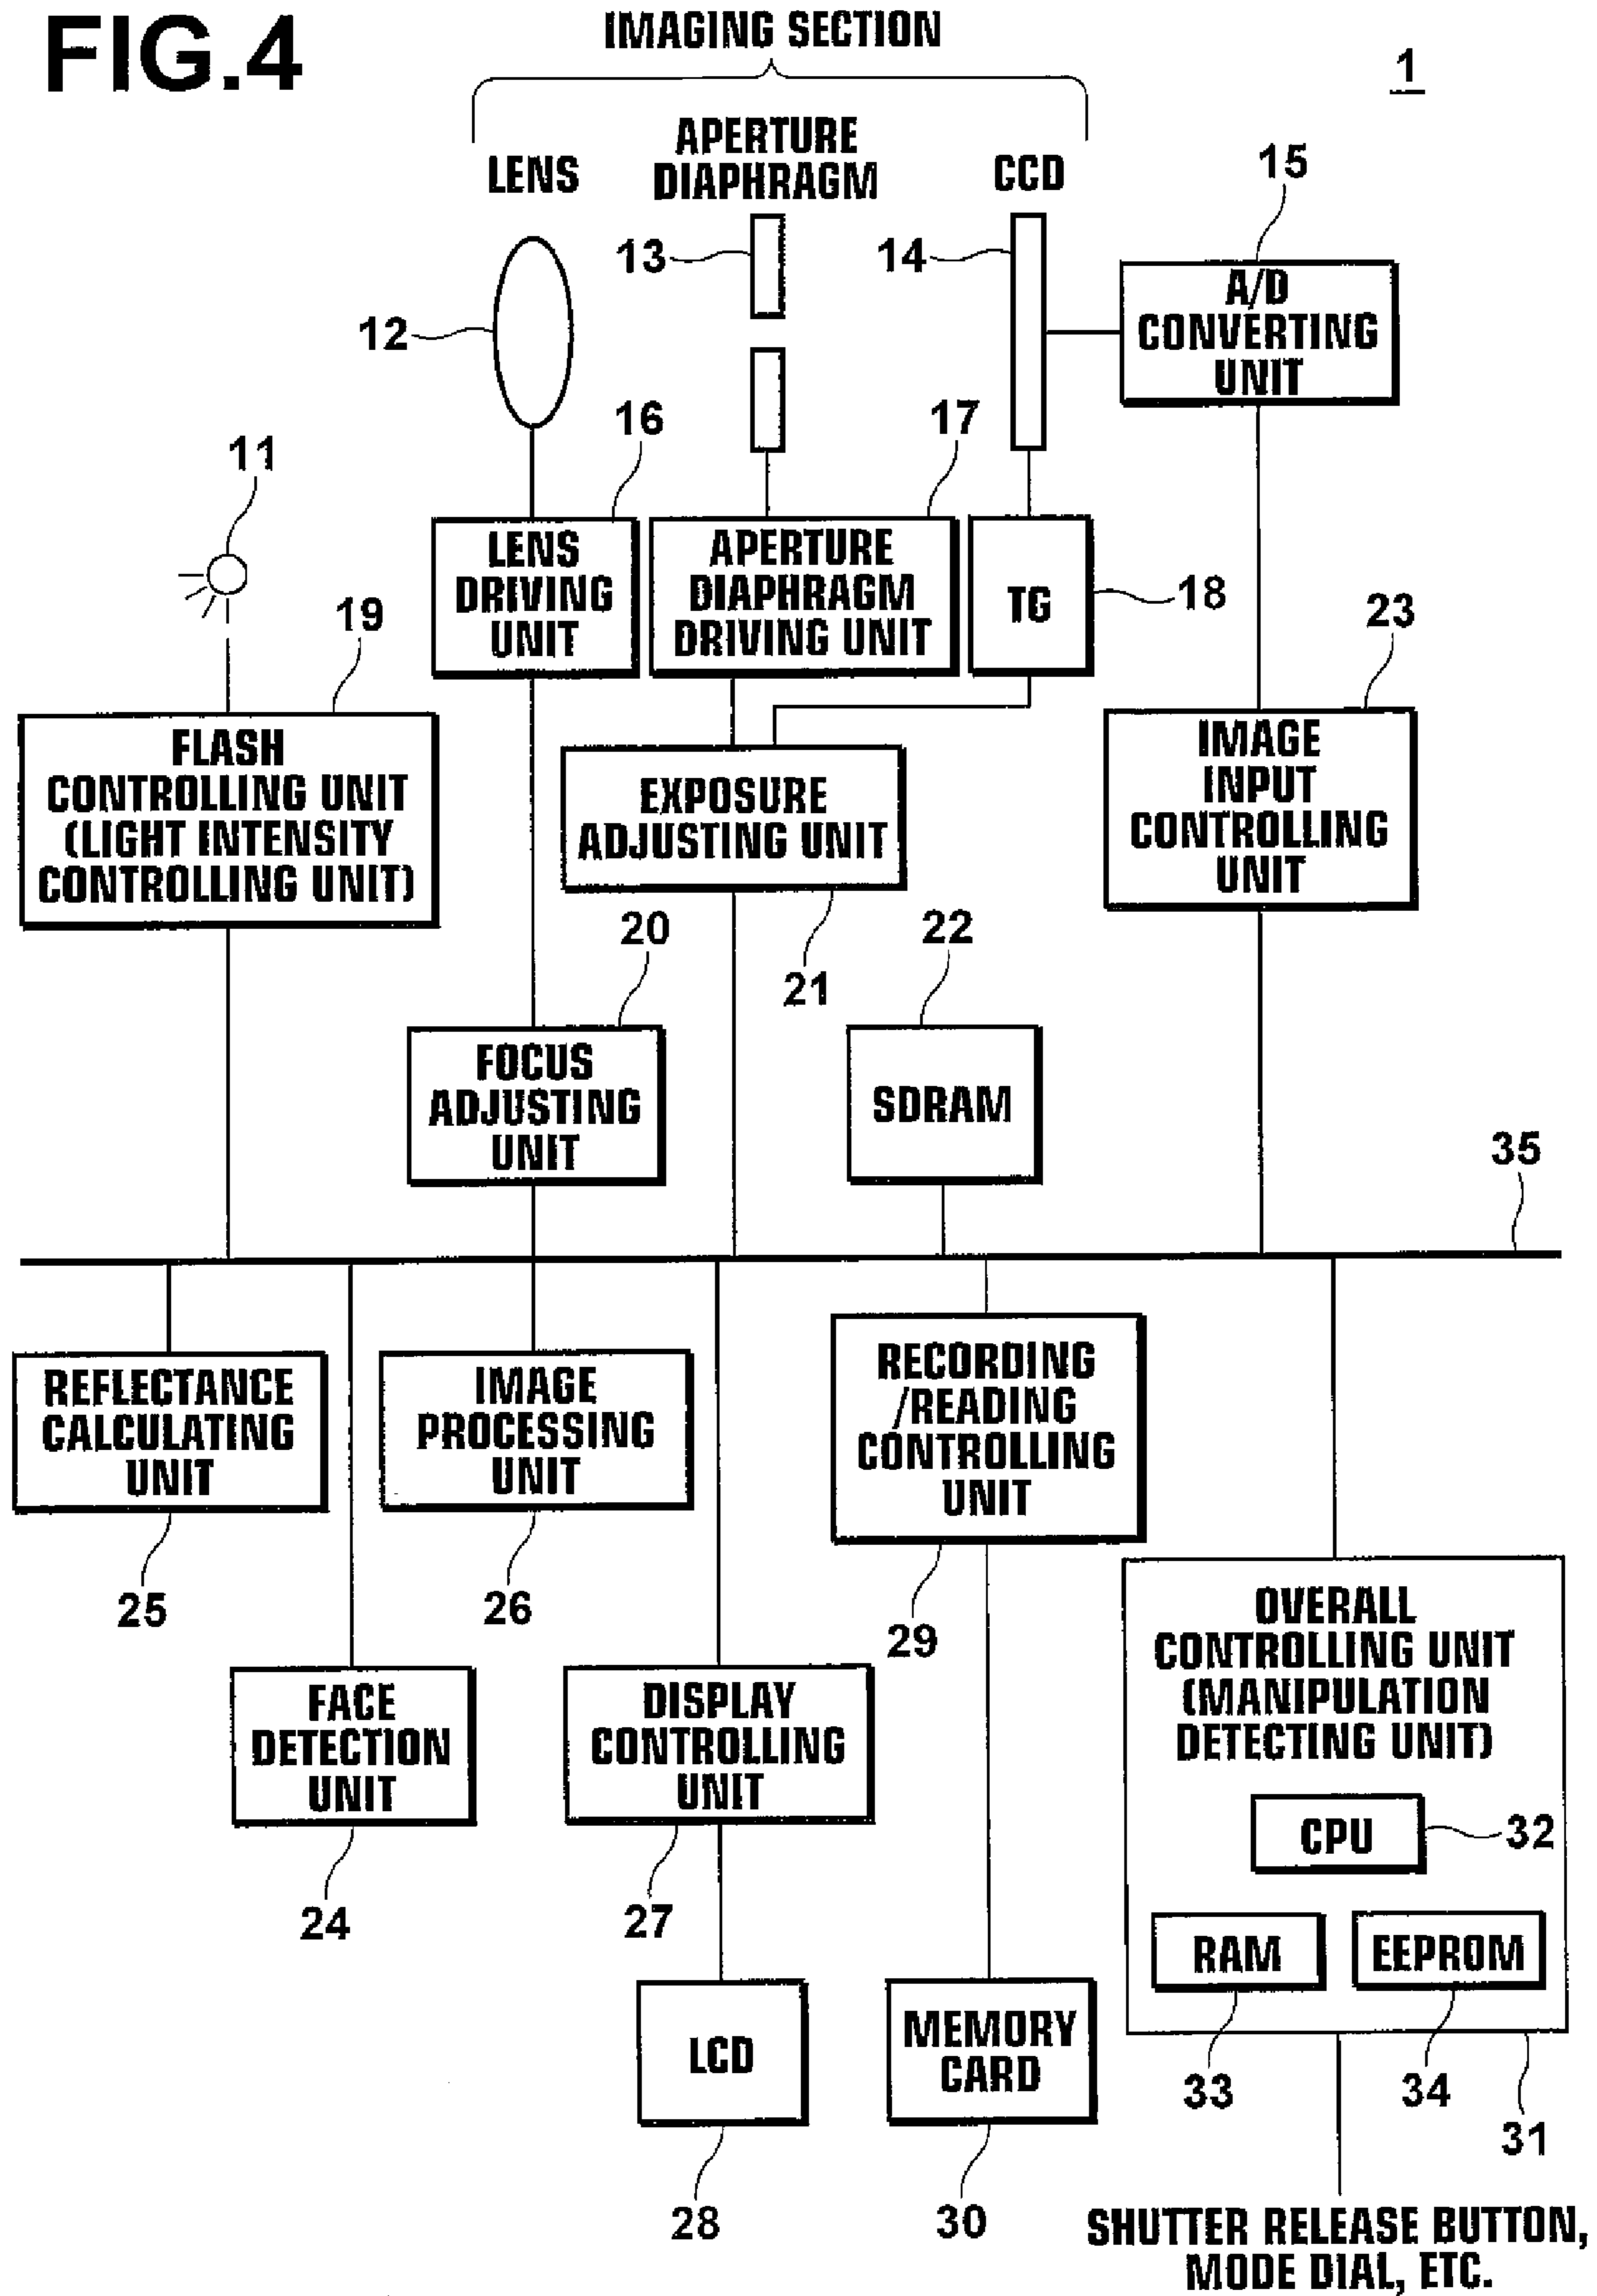 FIG.4
IMAGING SECTION
1
LENS
APERTURE
DIAPHRAGM
CCD
15
13
14
12
A/D
CONVERTING
UNIT
11
16
17
LENS
DRIVING
UNIT
APERTURE
DIAPHRAGM
DRIVING UNIT
TG
18
19
23
FLASH
CONTROLLING UNIT
(LIGHT INTENSITY
CONTROLLING UNIT)
EXPOSURE
ADJUSTING UNIT
IMAGE
INPUT
CONTROLLING
UNIT
20
21
22
FOCUS
ADJUSTING
UNIT
SDRAM
35
REFLECTANCE
CALCULATING
UNIT
IMAGE
PROCESSING
UNIT
RECORDING
/READING
CONTROLLING
UNIT
25
26
29
FACE
DETECTION
UNIT
DISPLAY
CONTROLLING
UNIT
OVERALL
CONTROLLING UNIT
(MANIPULATION
DETECTING UNIT)
CPU
32
24
27
RAM
EEPROM
LCD
MEMORY
CARD
33
34
31
28
30
SHUTTER RELEASE BUTTON,
MODE DIAL, ETC.